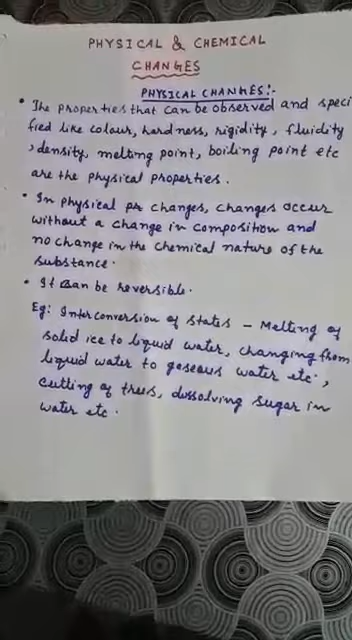 PHYSICAL & CHEMICAL
CHANGES
PHYSICAL CHANGES:-
• The properties that can be observed and speci
fied like colour, hardness, rigidity, fluidity
, density, melting point, boiling point etc
are the physical properties.
• In physical changes, changes occur
without a change in composition and
no change in the chemical nature of the
substance.
• It can be reversible.
Eg: Interconversion of states - Melting of
solid ice to liquid water, changing from
liquid water to gaseous water etc.,
cutting of trees, dissolving sugar in
water etc.